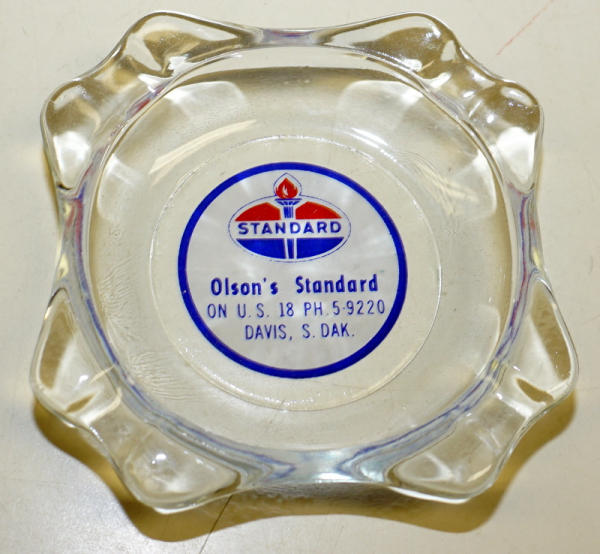 STANDARD
Olson's Standard
ON U.S. 18 PH. 5-9220
DAVIS, S. DAK.